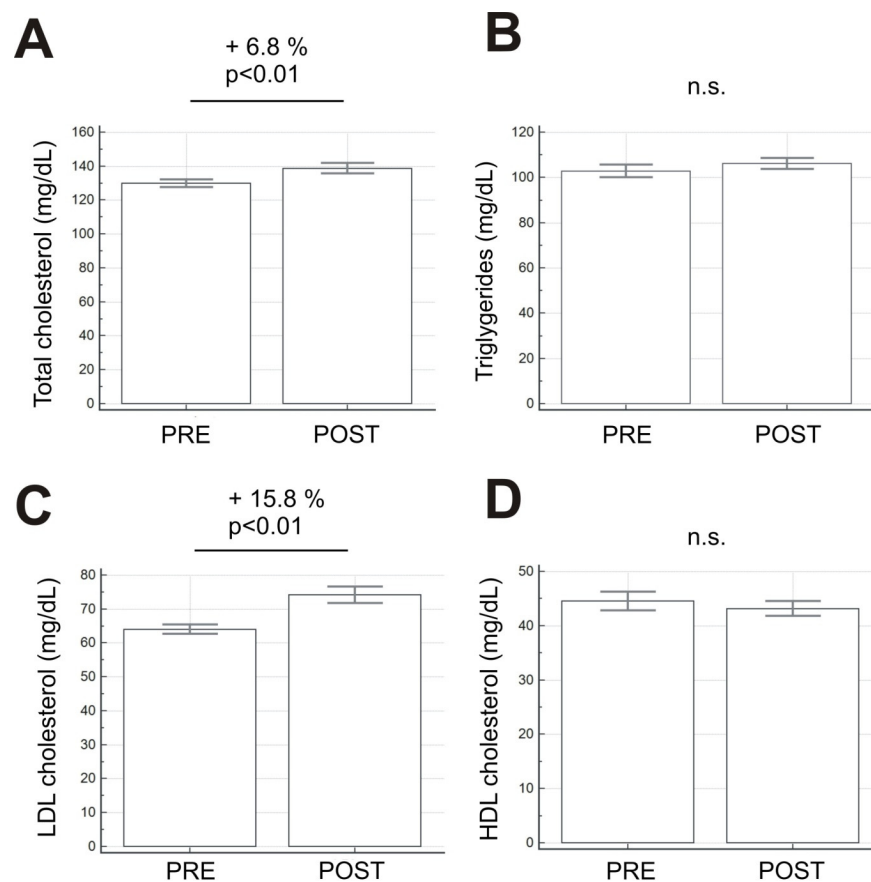 A
+ 6.8 %
p<0.01
Total cholesterol (mg/dL)
160
140
120
100
80
60
40
20
0
PRE
POST
B
n.s.
Triglygerides (mg/dL)
120
100
80
60
40
20
0
PRE
POST
C
+ 15.8 %
p<0.01
LDL cholesterol (mg/dL)
80
70
60
50
40
30
20
10
0
PRE
POST
D
n.s.
HDL cholesterol (mg/dL)
50
40
30
20
10
0
PRE
POST